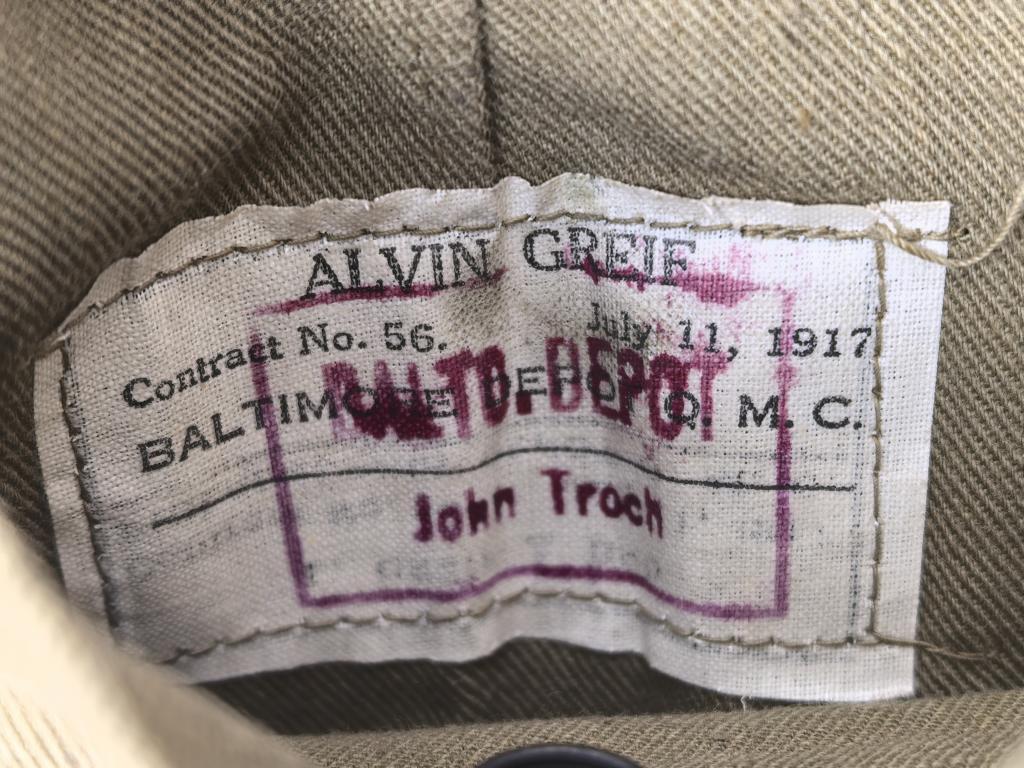 ALVIN GREIF
Contract No. 56. July 11, 1917
BALTO. DEPOT
BALTIMORE DEPOT Q. M. C.
John Troch